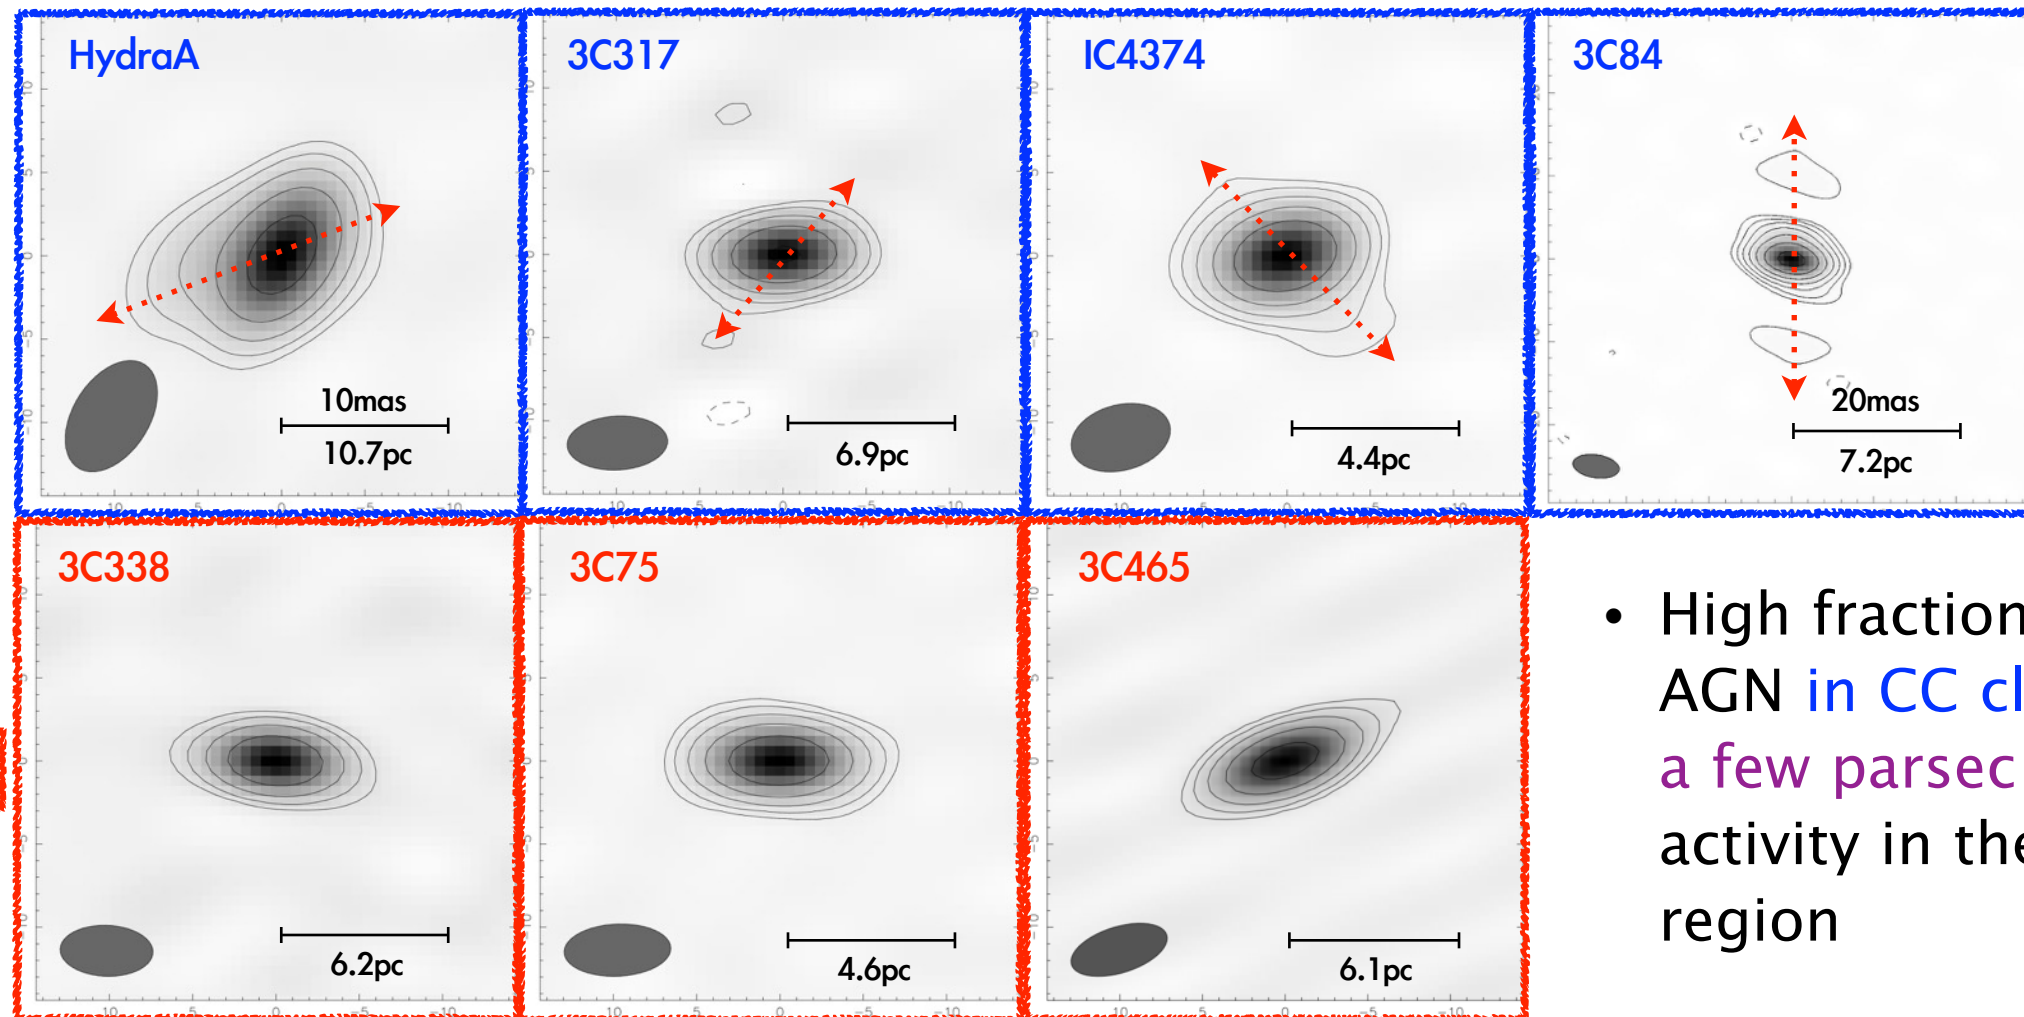 HydraA
10mas
10.7pc
3C317
6.9pc
IC4374
4.4pc
3C84
20mas
7.2pc
3C338
6.2pc
3C75
4.6pc
3C465
6.1pc
• High fraction
AGN in CC cl
a few parsec
activity in the
region